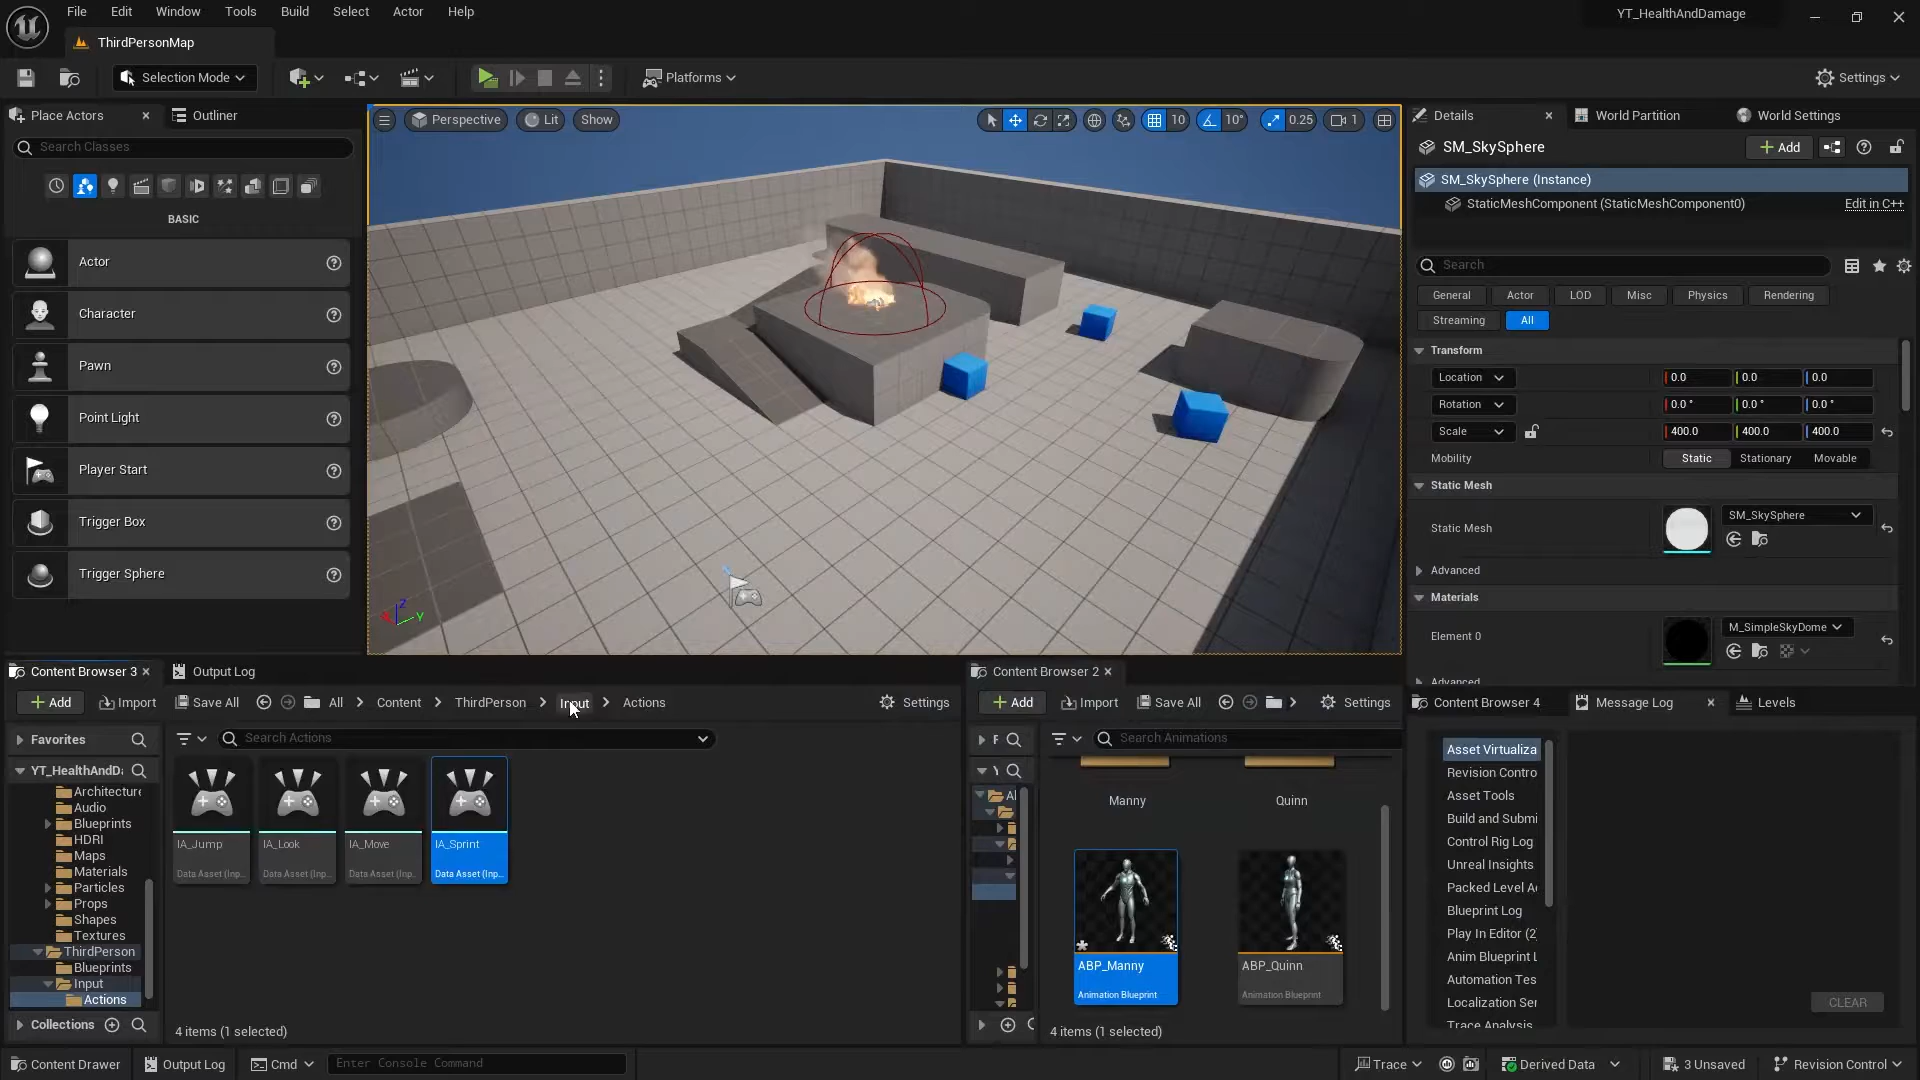 File Edit Window Tools Build Select Actor Help
YT_HealthAndDamage
ThirdPersonMap
Selection Mode
Platforms
Settings
Place Actors
Outliner
Search Classes
BASIC
Actor
Character
Pawn
Point Light
Player Start
Trigger Box
Trigger Sphere
Perspective
Lit
Show
10
10°
0.25
1
Details
World Partition
World Settings
SM_SkySphere
Add
SM_SkySphere (Instance)
StaticMeshComponent (StaticMeshComponent0)
Edit in C++
Search
General Actor LOD Misc Physics Rendering
Streaming All
Transform
Location 0.0 0.0 0.0
Rotation 0.0 ° 0.0 ° 0.0 °
Scale 400.0 400.0 400.0
Mobility Static Stationary Movable
Static Mesh
Static Mesh
SM_SkySphere
Advanced
Materials
Element 0
M_SimpleSkyDome
Advanced
Z
Y
Content Browser 3
Output Log
Add Import Save All All Content ThirdPerson Input Actions Settings
Favorites
Search Actions
YT_HealthAndD
Architecture
Audio
Blueprints
HDRI
Maps
Materials
Particles
Props
Shapes
Textures
ThirdPerson
Blueprints
Input
Actions
Collections
IA_Jump
Data Asset (Inp...
IA_Look
Data Asset (Inp...
IA_Move
Data Asset (Inp...
IA_Sprint
Data Asset (Inp...
4 items (1 selected)
Content Browser 2
Add Import Save All Settings
Search Animations
Manny
Quinn
ABP_Manny
Animation Blueprint
ABP_Quinn
Animation Blueprint
4 items (1 selected)
Content Browser 4
Message Log
Levels
Asset Virtualiza
Revision Contro
Asset Tools
Build and Submi
Control Rig Log
Unreal Insights
Packed Level A
Blueprint Log
Play In Editor (2
Anim Blueprint L
Automation Tes
Localization Ser
Trace Analysis
CLEAR
Content Drawer
Output Log
Cmd
Enter Console Command
Trace
Derived Data
3 Unsaved
Revision Control